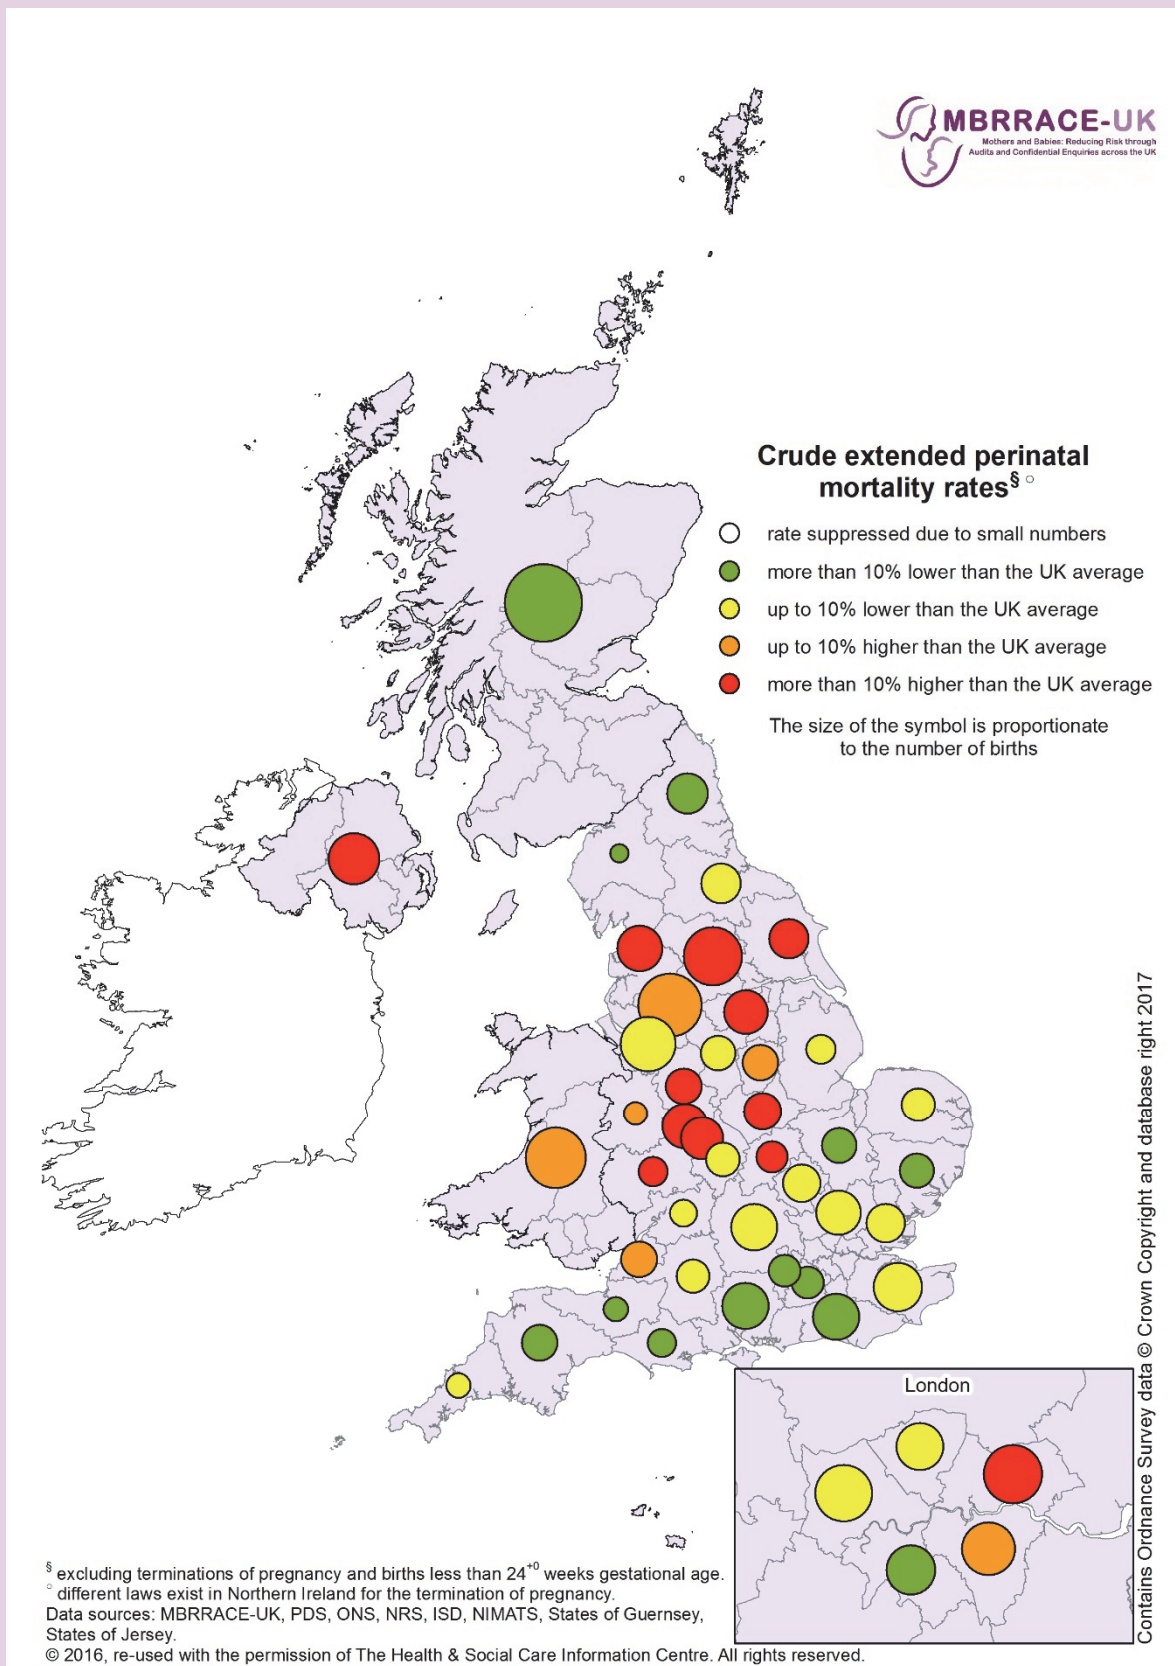 MBRRACE-UK
Mothers and Babies: Reducing Risk through
Audits and Confidential Enquiries across the UK
Crude extended perinatal
mortality rates§ °
rate suppressed due to small numbers
more than 10% lower than the UK average
up to 10% lower than the UK average
up to 10% higher than the UK average
more than 10% higher than the UK average
The size of the symbol is proportionate
to the number of births
London
Contains Ordnance Survey data © Crown Copyright and database right 2017
§ excluding terminations of pregnancy and births less than 24+0 weeks gestational age.
° different laws exist in Northern Ireland for the termination of pregnancy.
Data sources: MBRRACE-UK, PDS, ONS, NRS, ISD, NIMATS, States of Guernsey,
States of Jersey.
© 2016, re-used with the permission of The Health & Social Care Information Centre. All rights reserved.